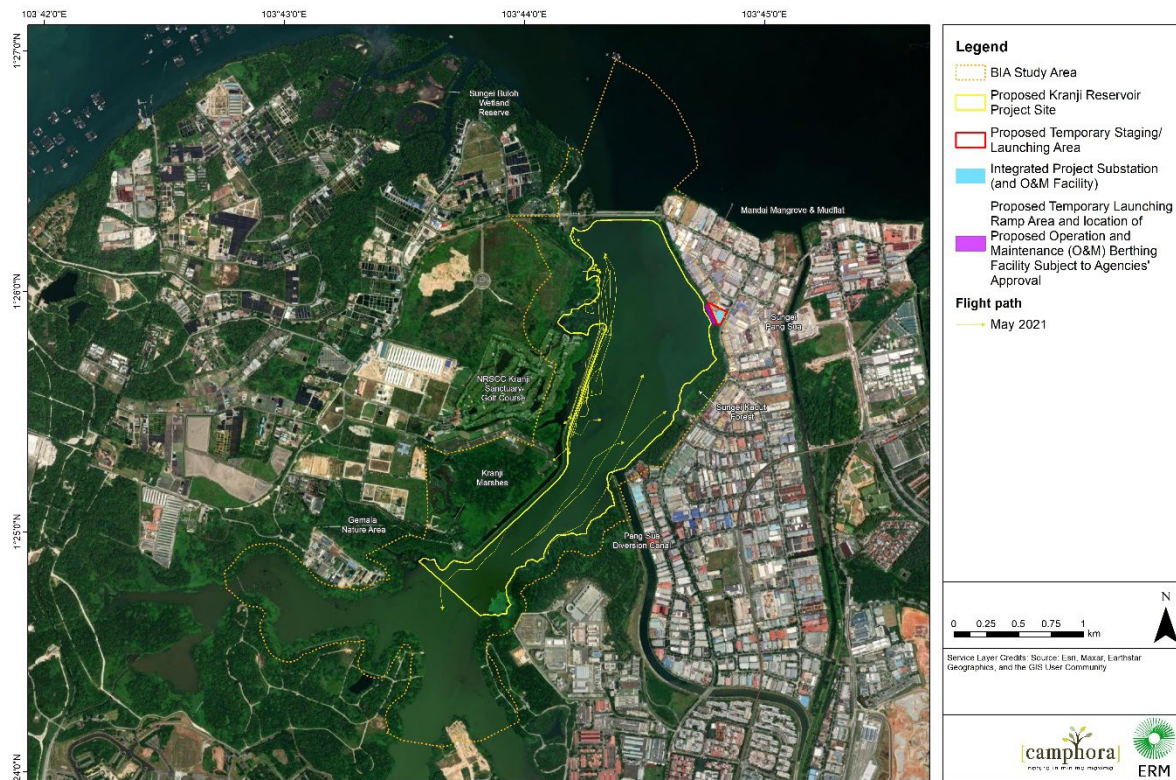 103°42'0"E 103°43'0"E 103°44'0"E 103°45'0"E
1°27'0"N
1°26'0"N
1°25'0"N
24'0"N
Sungei Buloh
Wetland
Reserve
Mandai Mangrove & Mudflat
Sungei
Pang Sua
NRSCC Kranji
Sanctuary
Golf Course
Sungei Kadut
Forest
Kranji
Marshes
Gemala
Nature Area
Pang Sua
Diversion Canal
Legend
BIA Study Area
Proposed Kranji Reservoir
Project Site
Proposed Temporary Staging/
Launching Area
Integrated Project Substation
(and O&M Facility)
Proposed Temporary Launching
Ramp Area and location of
Proposed Operation and
Maintenance (O&M) Berthing
Facility Subject to Agencies'
Approval
Flight path
May 2021
N
0 0.25 0.5 0.75 1
km
Service Layer Credits: Source: Esri, Maxar, Earthstar
Geographics, and the GIS User Community
[camphora]
ERM